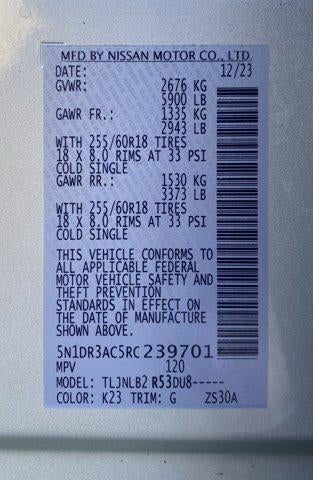 MFD BY NISSAN MOTOR CO., LTD.
DATE: 12/23
GVWR: 2676 KG
5900 LB
GAWR FR.: 1335 KG
2943 LB
WITH 255/60R18 TIRES
18 X 8.0 RIMS AT 33 PSI
COLD SINGLE
GAWR RR.: 1530 KG
3373 LB
WITH 255/60R18 TIRES
18 X 8.0 RIMS AT 33 PSI
COLD SINGLE
THIS VEHICLE CONFORMS TO
ALL APPLICABLE FEDERAL
MOTOR VEHICLE SAFETY AND
THEFT PREVENTION
STANDARDS IN EFFECT ON
THE DATE OF MANUFACTURE
SHOWN ABOVE.
5N1DR3AC5RC239701
MPV 120
MODEL: TLJNLB2 R53DU8-----
COLOR: K23 TRIM: G ZS30A